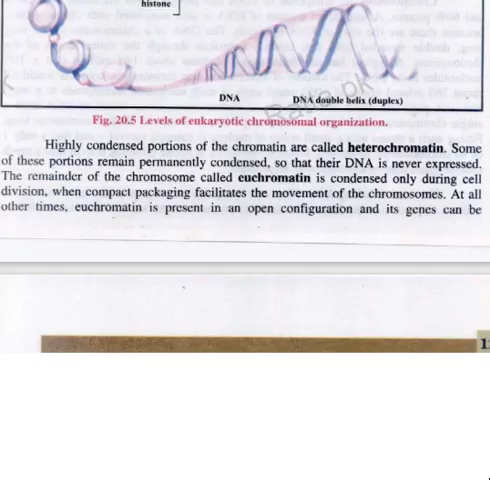 histone
DNA
DNA double helix (duplex)
Fig. 20.5 Levels of eukaryotic chromosomal organization.
Highly condensed portions of the chromatin are called heterochromatin. Some
of these portions remain permanently condensed, so that their DNA is never expressed.
The remainder of the chromosome called euchromatin is condensed only during cell
division, when compact packaging facilitates the movement of the chromosomes. At all
other times, euchromatin is present in an open configuration and its genes can be